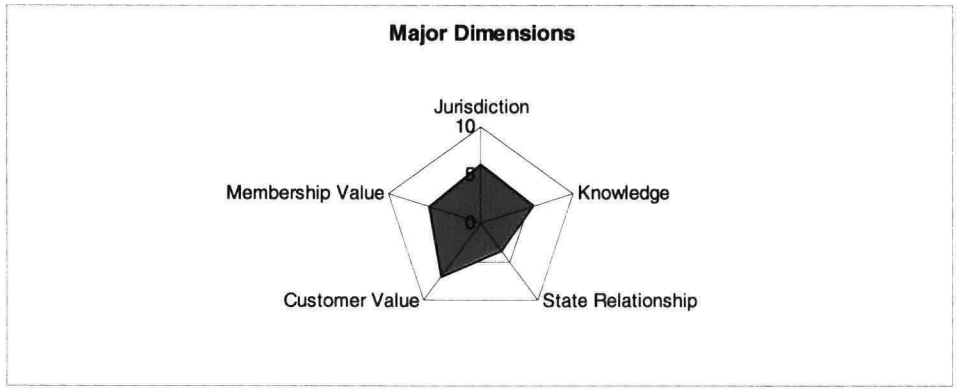 Major Dimensions
Jurisdiction
10
5
Membership Value
Knowledge
0
Customer Value
State Relationship